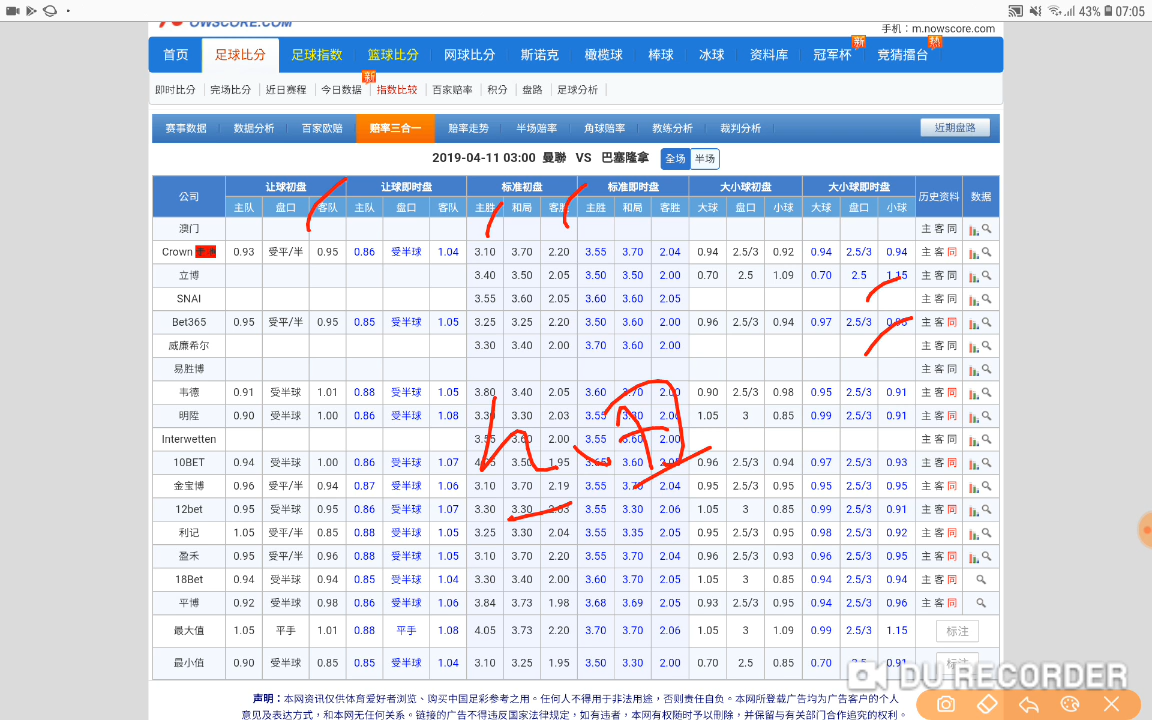 43% 07:05
OWSCORE.COM
手机：m.nowscore.com
首页 足球比分 足球指数 篮球比分 网球比分 斯诺克 橄榄球 棒球 冰球 资料库 冠军杯 新 竞猜擂台
即时比分 完场比分 近日赛程 今日数据 新 指数比较 百家赔率 积分 盘路 足球分析
赛事数据 数据分析 百家欧赔 赔率三合一 赔率走势 半场赔率 角球赔率 教练分析 裁判分析 近期盘路
2019-04-11 03:00 曼聯 VS 巴塞隆拿 全场 半场
公司 让球初盘 让球即时盘 标准初盘 标准即时盘 大小球初盘 大小球即时盘 历史资料 数据
主队 盘口 客队 主队 盘口 客队 主胜 和局 客胜 主胜 和局 客胜 大球 盘口 小球 大球 盘口 小球
澳门 主 客 同
Crown 0.93 受平/半 0.95 0.86 受半球 1.04 3.10 3.70 2.20 3.55 3.70 2.04 0.94 2.5/3 0.92 0.94 2.5/3 0.94 主 客 同
立博 3.40 3.50 2.05 3.50 3.50 2.00 0.70 2.5 1.09 0.70 2.5 1.15 主 客 同
SNAI 3.55 3.60 2.05 3.60 3.60 2.05 主 客 同
Bet365 0.95 受平/半 0.95 0.85 受半球 1.05 3.25 3.25 2.20 3.50 3.60 2.00 0.96 2.5/3 0.94 0.97 2.5/3 主 客 同
威廉希尔 3.30 3.40 2.00 3.70 3.60 2.00 主 客 同
易胜博 主 客 同
韦德 0.91 受半球 1.01 0.88 受半球 1.05 3.80 3.40 2.05 3.60 3.70 2.00 0.90 2.5/3 0.98 0.95 2.5/3 0.91 主 客 同
明陞 0.90 受半球 1.00 0.86 受半球 1.08 3.30 3.30 2.03 3.55 2.06 1.05 3 0.85 0.99 2.5/3 0.91 主 客 同
Interwetten 3.55 3.60 2.00 3.55 3.60 2.00 主 客 同
10BET 0.94 受半球 1.00 0.86 受半球 1.07 3.50 1.95 3.65 3.60 2.05 0.96 2.5/3 0.94 0.97 2.5/3 0.93 主 客 同
金宝博 0.96 受平/半 0.94 0.87 受半球 1.06 3.10 3.70 2.19 3.55 3.70 2.04 0.95 2.5/3 0.95 0.95 2.5/3 0.95 主 客 同
12bet 0.95 受半球 0.95 0.86 受半球 1.07 3.30 3.30 2.03 3.55 3.30 2.06 1.05 3 0.85 0.99 2.5/3 0.91 主 客 同
利记 1.05 受平/半 0.85 0.88 受半球 1.05 3.25 3.30 2.04 3.55 3.35 2.05 0.95 2.5/3 0.95 0.98 2.5/3 0.92 主 客 同
盈禾 0.95 受平/半 0.96 0.88 受半球 1.05 3.10 3.70 2.20 3.55 3.70 2.04 0.96 2.5/3 0.93 0.96 2.5/3 0.95 主 客 同
18Bet 0.94 受半球 0.94 0.85 受半球 1.04 3.30 3.40 2.00 3.60 3.70 2.05 1.05 3 0.85 0.94 2.5/3 0.94 主 客 同
平博 0.92 受半球 0.98 0.86 受半球 1.06 3.84 3.73 1.98 3.68 3.69 2.05 0.93 2.5/3 0.95 0.94 2.5/3 0.96 主 客 同
最大值 1.05 平手 1.01 0.88 平手 1.08 4.05 3.73 2.20 3.70 3.70 2.06 1.05 3 1.09 0.99 2.5/3 1.15 标注
最小值 0.90 受半球 0.85 0.85 受半球 1.04 3.10 3.25 1.95 3.50 3.30 2.00 0.70 2.5 0.85 0.70 2.5 0.91 标注
DU RECORDER
声明：本网资讯仅供体育爱好者浏览、购买中国足彩参考之用。任何人不得用于非法用途，否则责任自负。本网所登载广告均为广告客户的个人
意见及表达方式，和本网无任何关系。链接的广告不得违反国家法律规定，如有违者，本网有权随时予以删除，并保留与有关部门合作追究的权利。